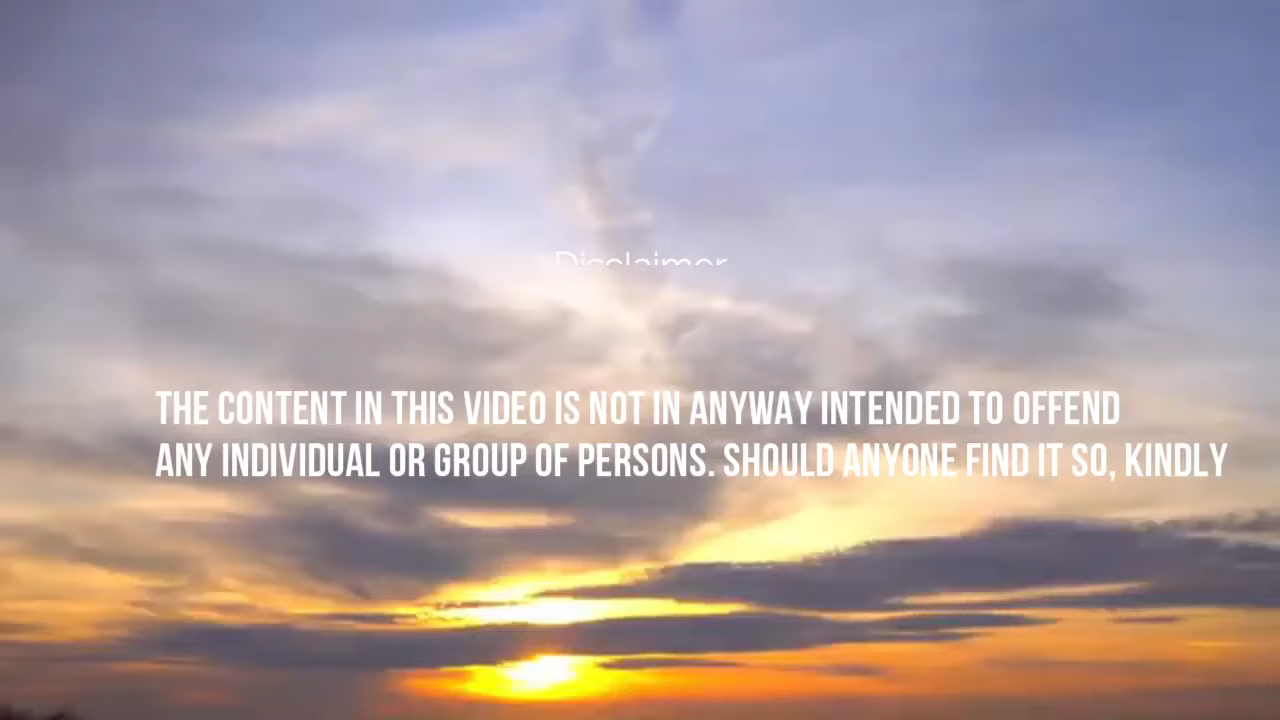 Disclaimer
THE CONTENT IN THIS VIDEO IS NOT IN ANYWAY INTENDED TO OFFEND
ANY INDIVIDUAL OR GROUP OF PERSONS. SHOULD ANYONE FIND IT SO, KINDLY